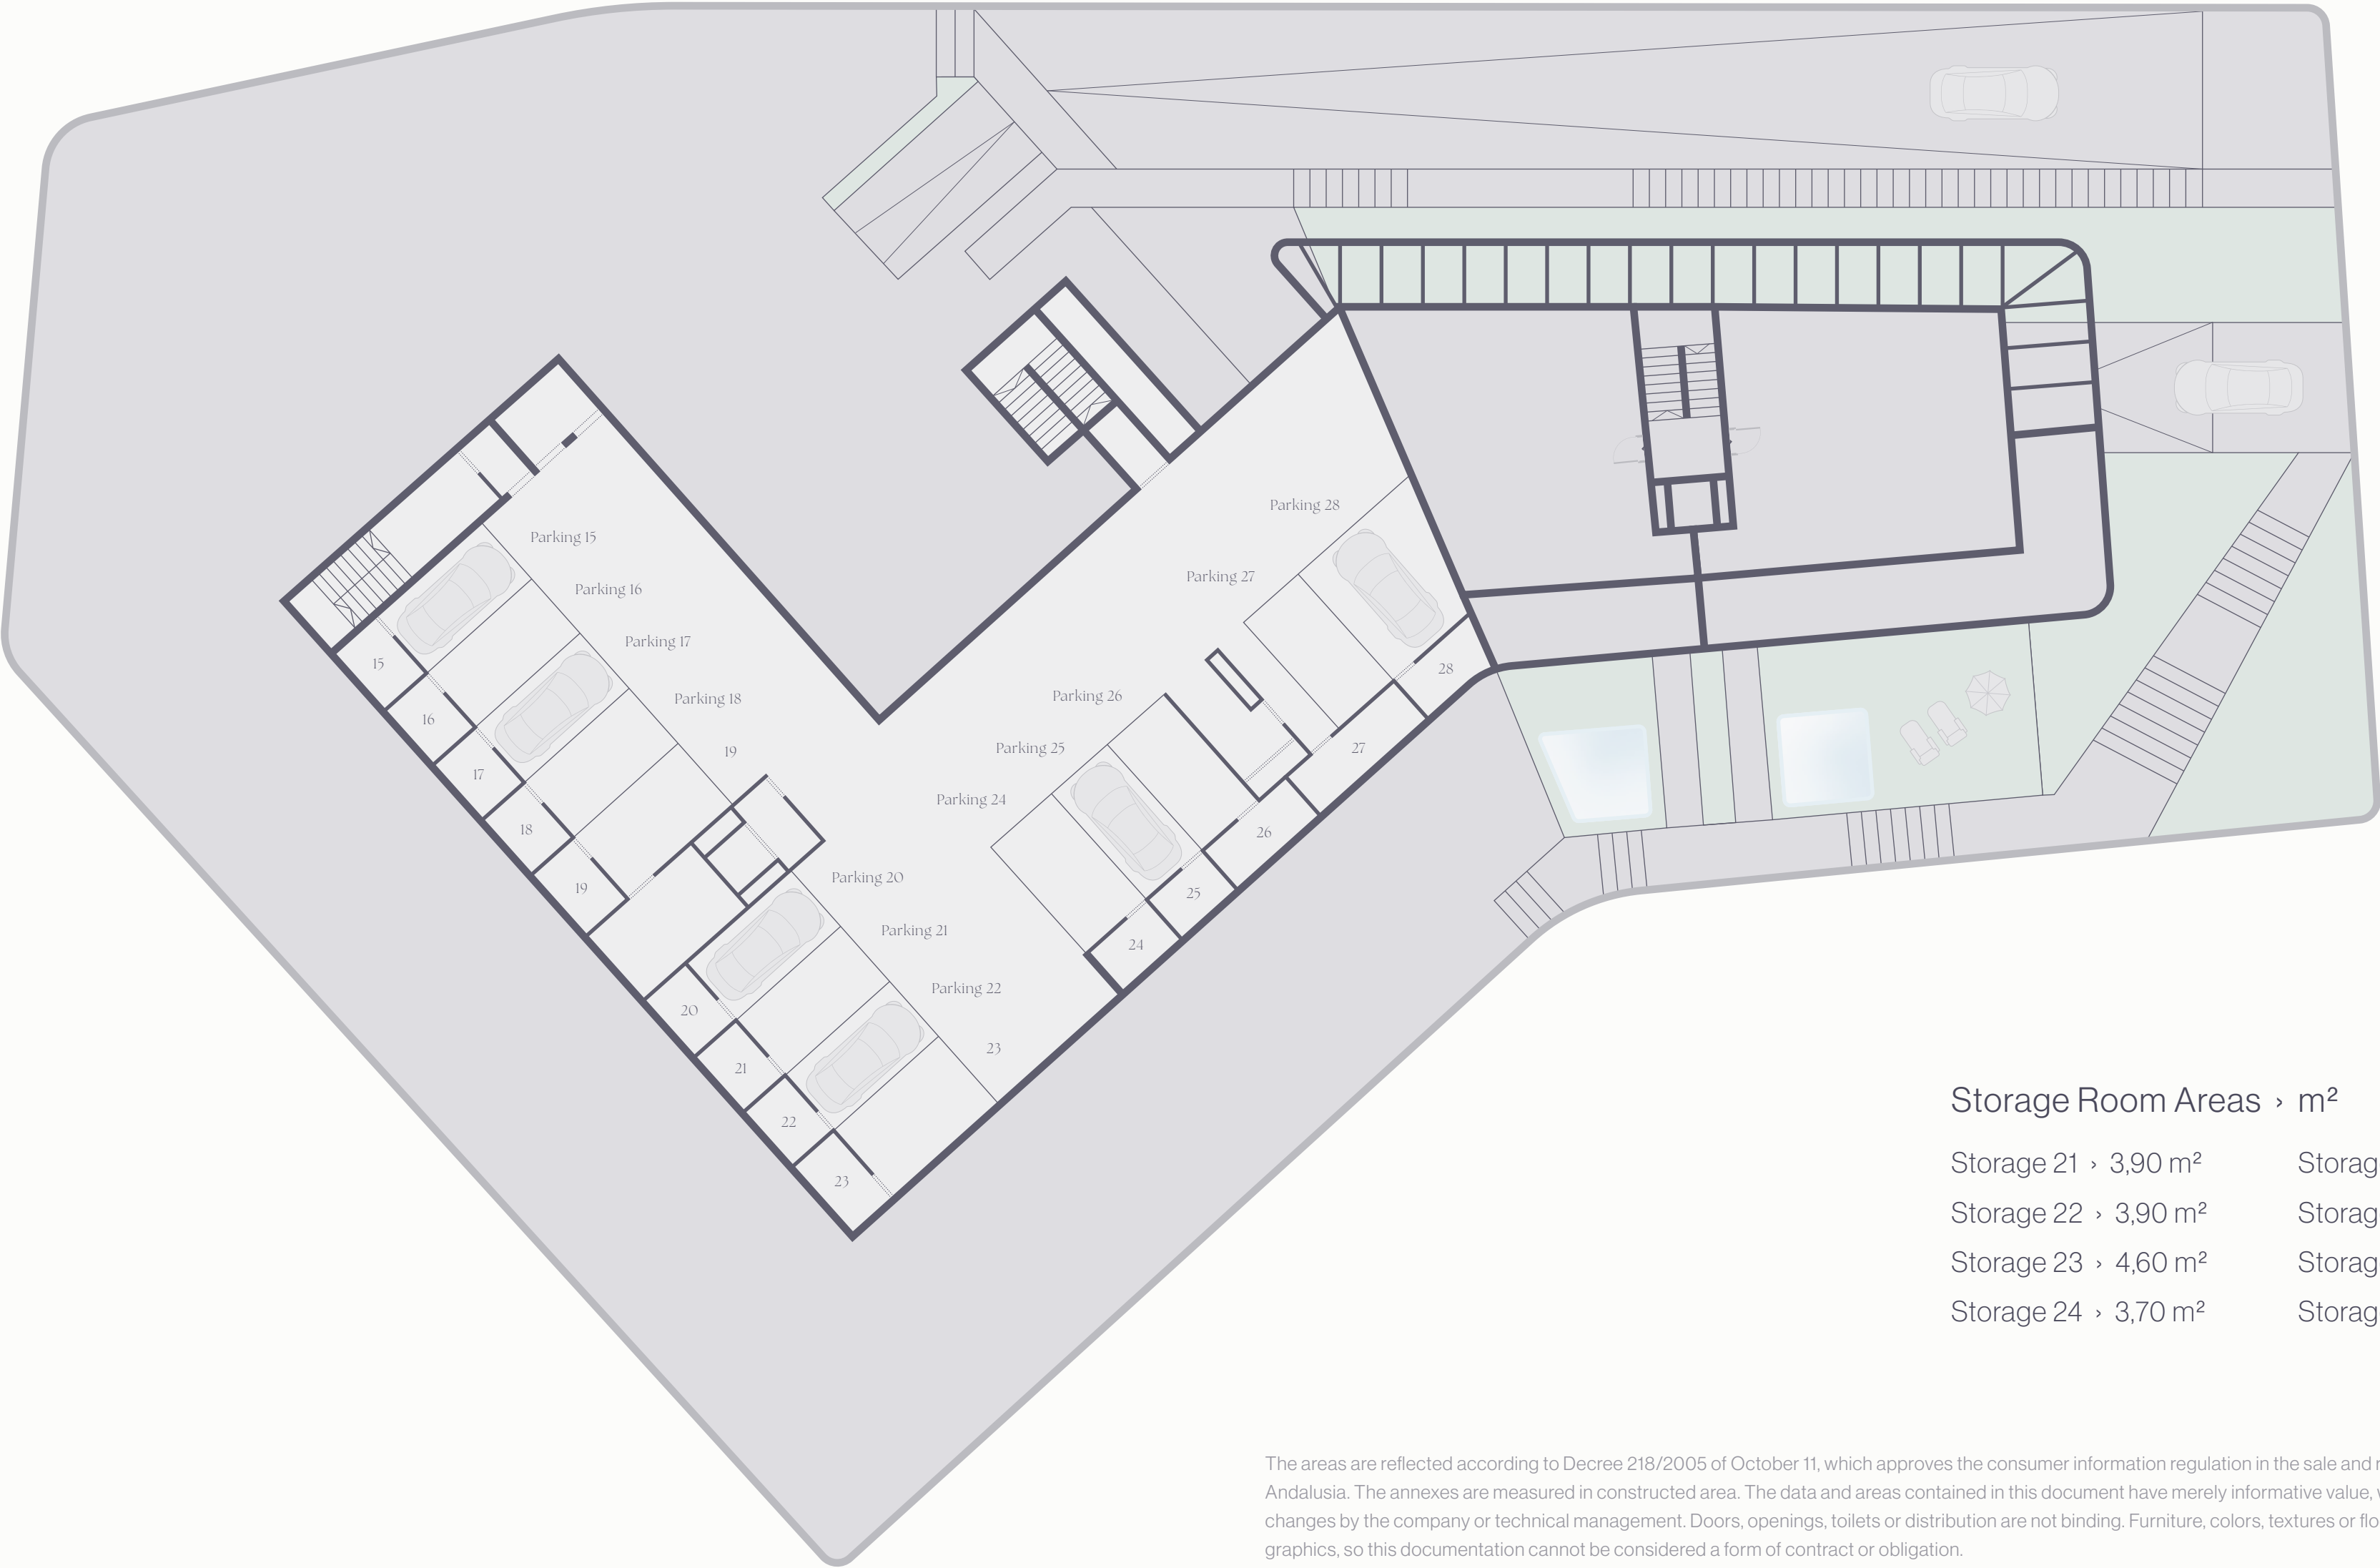 Parking 28
Parking 15
Parking 27
Parking 16
Parking 17
15
28
Parking 26
Parking 18
16
Parking 25
27
19
17
Parking 24
18
26
Parking 20
19
25
Parking 21
24
Parking 22
20
23
21
22
23
Storage Room Areas › m²
Storage 21 › 3,90 m²
Storag
Storage 22 › 3,90 m²
Storag
Storage 23 › 4,60 m²
Storag
Storage 24 › 3,70 m²
Storag
The areas are reflected according to Decree 218/2005 of October 11, which approves the consumer information regulation in the sale and
Andalusia. The annexes are measured in constructed area. The data and areas contained in this document have merely informative value,
changes by the company or technical management. Doors, openings, toilets or distribution are not binding. Furniture, colors, textures or flo
graphics, so this documentation cannot be considered a form of contract or obligation.